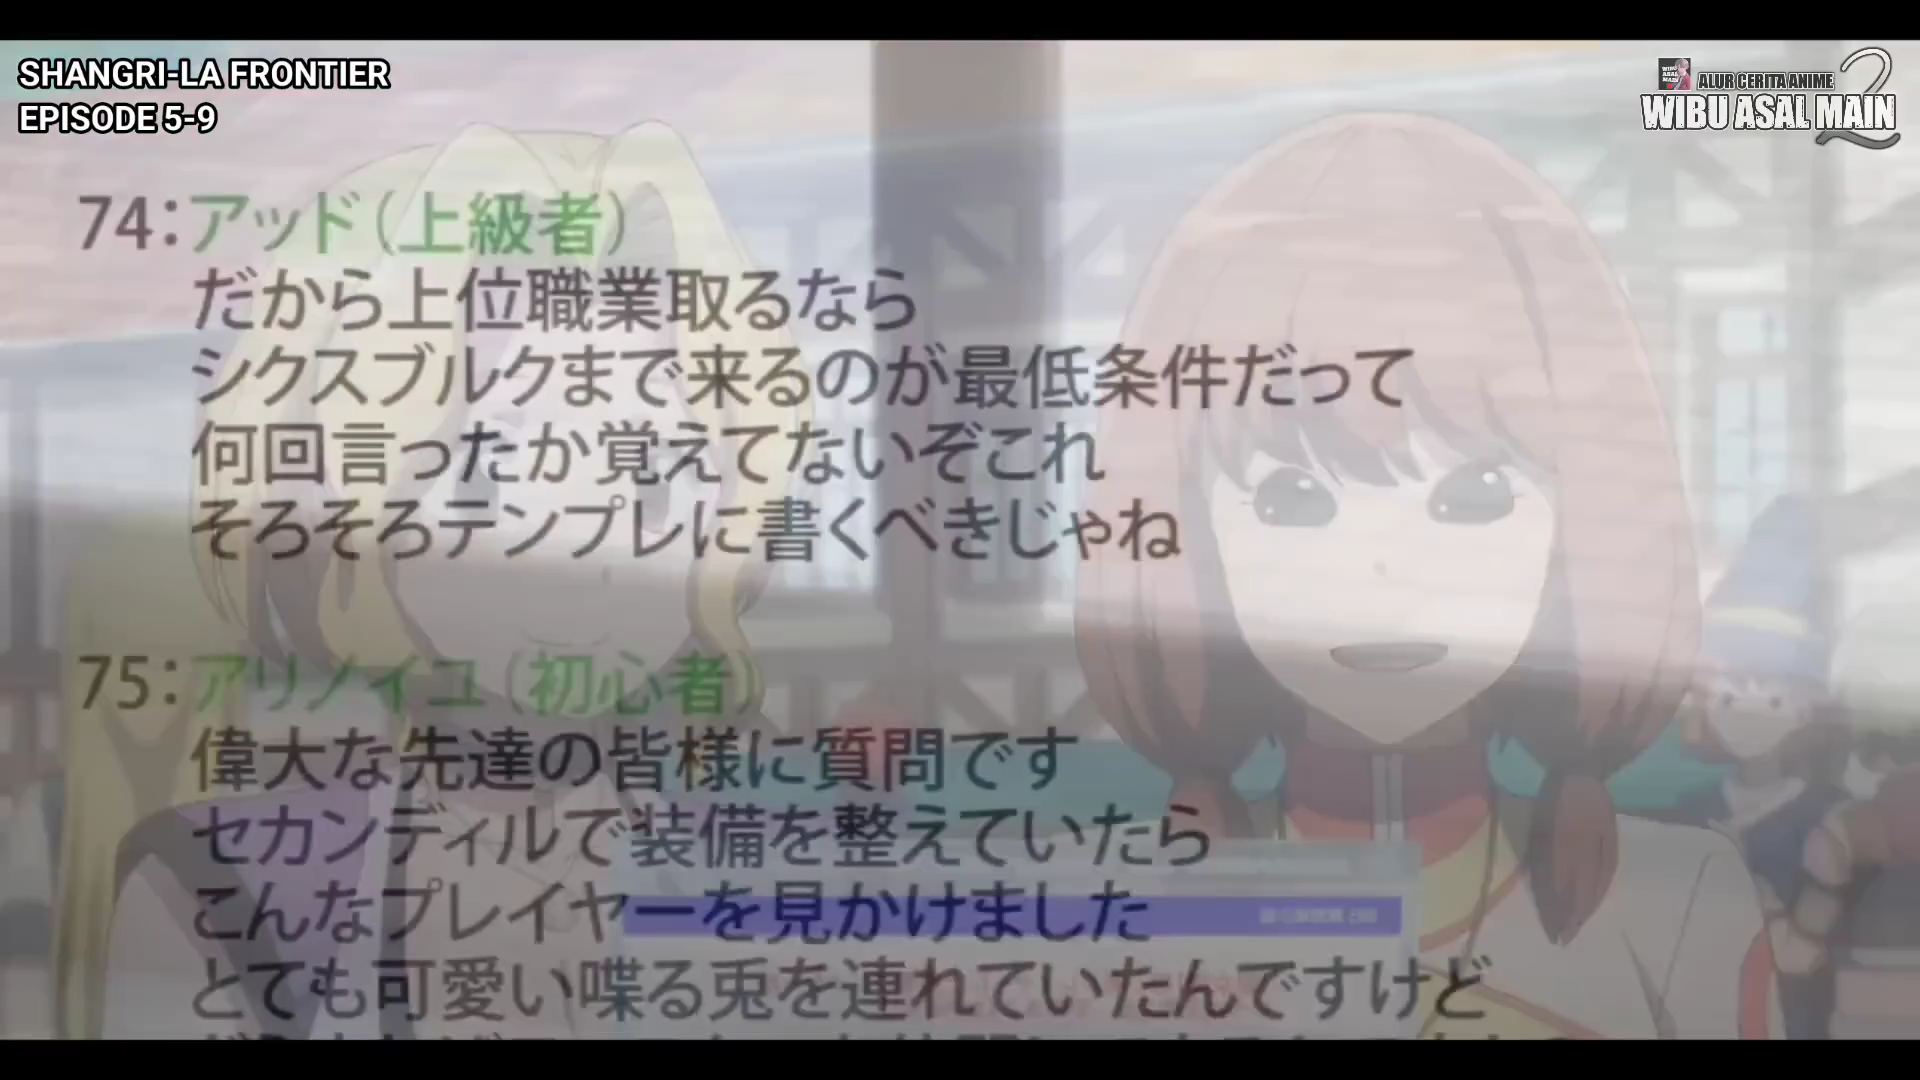 SHANGRI-LA FRONTIER
EPISODE 5-9
ALUR CERITA ANIME
WIBU ASAL MAIN 2
74：アッド（上級者）
だから上位職業取るなら
シクスブルクまで来るのが最低条件だって
何回言ったか覚えてないぞこれ
そろそろテンプレに書くべきじゃね
75：アリノイユ（初心者）
偉大な先達の皆様に質問です
セカンディルで装備を整えていたら
こんなプレイヤーを見かけました
とても可愛い喋る兎を連れていたんですけど